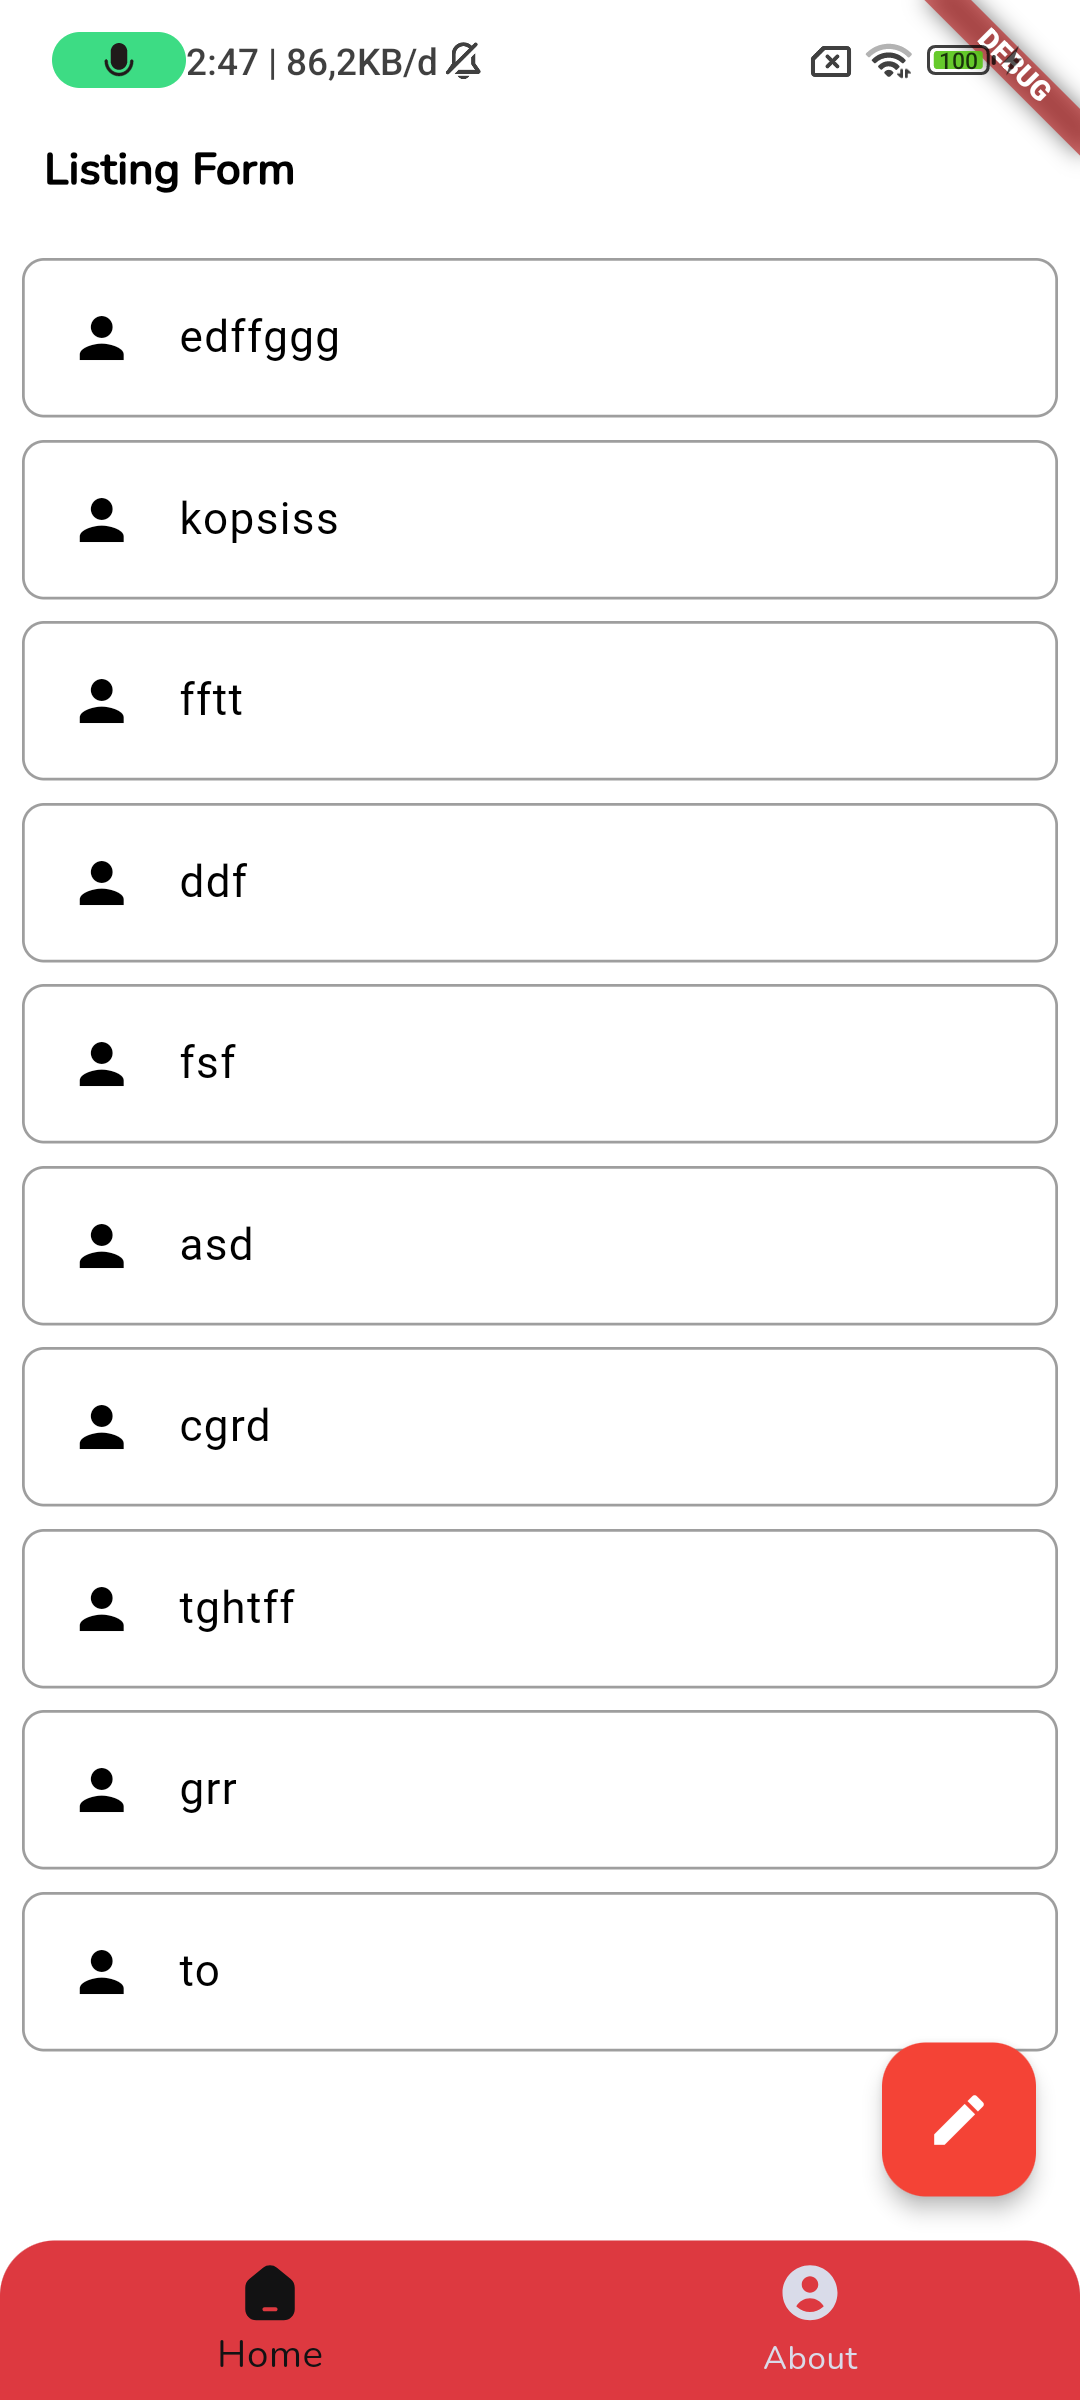 2:47 | 86,2KB/d
100
DEBUG
Listing Form
edffggg
kopsiss
fftt
ddf
fsf
asd
cgrd
tghtff
grr
to
Home
About